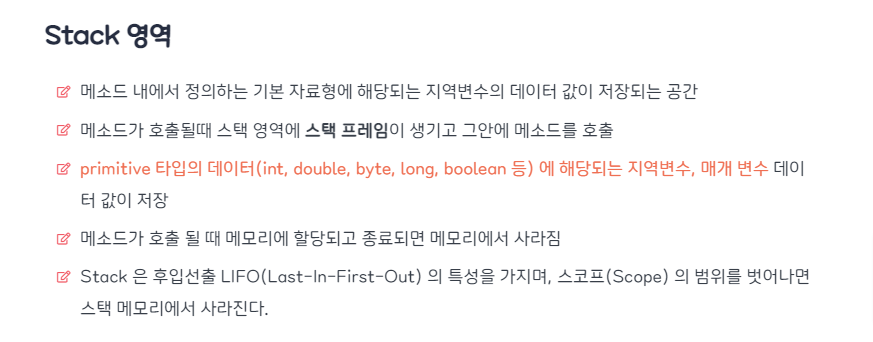 Stack 영역
메소드 내에서 정의하는 기본 자료형에 해당되는 지역변수의 데이터 값이 저장되는 공간
메소드가 호출될때 스택 영역에 스택 프레임이 생기고 그안에 메소드를 호출
primitive 타입의 데이터(int, double, byte, long, boolean 등) 에 해당되는 지역변수, 매개 변수 데이
터 값이 저장
메소드가 호출 될 때 메모리에 할당되고 종료되면 메모리에서 사라짐
Stack 은 후입선출 LIFO(Last-In-First-Out) 의 특성을 가지며, 스코프(Scope) 의 범위를 벗어나면
스택 메모리에서 사라진다.